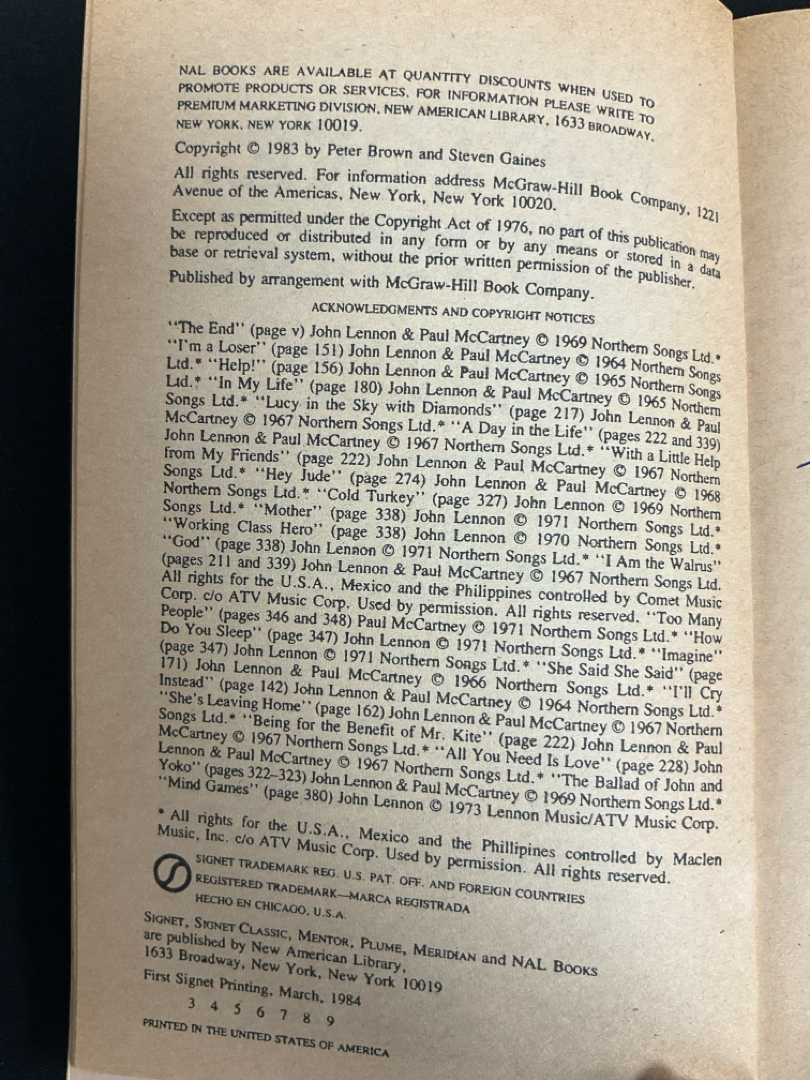 NAL BOOKS ARE AVAILABLE AT QUANTITY DISCOUNTS WHEN USED TO
PROMOTE PRODUCTS OR SERVICES. FOR INFORMATION PLEASE WRITE TO
PREMIUM MARKETING DIVISION, NEW AMERICAN LIBRARY, 1633 BROADWAY,
NEW YORK, NEW YORK 10019.
Copyright © 1983 by Peter Brown and Steven Gaines
All rights reserved. For information address McGraw-Hill Book Company, 1221
Avenue of the Americas, New York, New York 10020.
Except as permitted under the Copyright Act of 1976, no part of this publication may
be reproduced or distributed in any form or by any means or stored in a data
base or retrieval system, without the prior written permission of the publisher.
Published by arrangement with McGraw-Hill Book Company.
ACKNOWLEDGMENTS AND COPYRIGHT NOTICES
"The End" (page v) John Lennon & Paul McCartney © 1969 Northern Songs Ltd.*
"I'm a Loser" (page 151) John Lennon & Paul McCartney © 1964 Northern Songs
Ltd.* "Help!" (page 156) John Lennon & Paul McCartney © 1965 Northern Songs
Ltd.* "In My Life" (page 180) John Lennon & Paul McCartney © 1965 Northern
Songs Ltd.* "Lucy in the Sky with Diamonds" (page 217) John Lennon & Paul
McCartney © 1967 Northern Songs Ltd.* "A Day in the Life" (pages 222 and 339)
John Lennon & Paul McCartney © 1967 Northern Songs Ltd.* "With a Little Help
from My Friends" (page 222) John Lennon & Paul McCartney © 1967 Northern
Songs Ltd.* "Hey Jude" (page 274) John Lennon & Paul McCartney © 1968
Northern Songs Ltd.* "Cold Turkey" (page 327) John Lennon © 1969 Northern
Songs Ltd.* "Mother" (page 338) John Lennon © 1971 Northern Songs Ltd.*
"Working Class Hero" (page 338) John Lennon © 1970 Northern Songs Ltd.*
"God" (page 338) John Lennon © 1971 Northern Songs Ltd.* "I Am the Walrus"
(pages 211 and 339) John Lennon & Paul McCartney © 1967 Northern Songs Ltd.
All rights for the U.S.A., Mexico and the Philippines controlled by Comet Music
Corp. c/o ATV Music Corp. Used by permission. All rights reserved. "Too Many
People" (pages 346 and 348) Paul McCartney © 1971 Northern Songs Ltd.* "How
Do You Sleep" (page 347) John Lennon © 1971 Northern Songs Ltd.* "Imagine"
(page 347) John Lennon © 1971 Northern Songs Ltd.* "She Said She Said" (page
171) John Lennon & Paul McCartney © 1966 Northern Songs Ltd.* "I'll Cry
Instead" (page 142) John Lennon & Paul McCartney © 1964 Northern Songs Ltd.*
"She's Leaving Home" (page 162) John Lennon & Paul McCartney © 1967 Northern
Songs Ltd.* "Being for the Benefit of Mr. Kite" (page 222) John Lennon & Paul
McCartney © 1967 Northern Songs Ltd.* "All You Need Is Love" (page 228) John
Lennon & Paul McCartney © 1967 Northern Songs Ltd.* "The Ballad of John and
Yoko" (pages 322–323) John Lennon & Paul McCartney © 1969 Northern Songs Ltd.*
"Mind Games" (page 380) John Lennon © 1973 Lennon Music/ATV Music Corp.
* All rights for the U.S.A., Mexico and the Phillipines controlled by Maclen
Music, Inc. c/o ATV Music Corp. Used by permission. All rights reserved.
SIGNET TRADEMARK REG. U.S. PAT. OFF. AND FOREIGN COUNTRIES
REGISTERED TRADEMARK—MARCA REGISTRADA
HECHO EN CHICAGO, U.S.A.
SIGNET, SIGNET CLASSIC, MENTOR, PLUME, MERIDIAN and NAL BOOKS
are published by New American Library,
1633 Broadway, New York, New York 10019
First Signet Printing, March, 1984
3 4 5 6 7 8 9
PRINTED IN THE UNITED STATES OF AMERICA